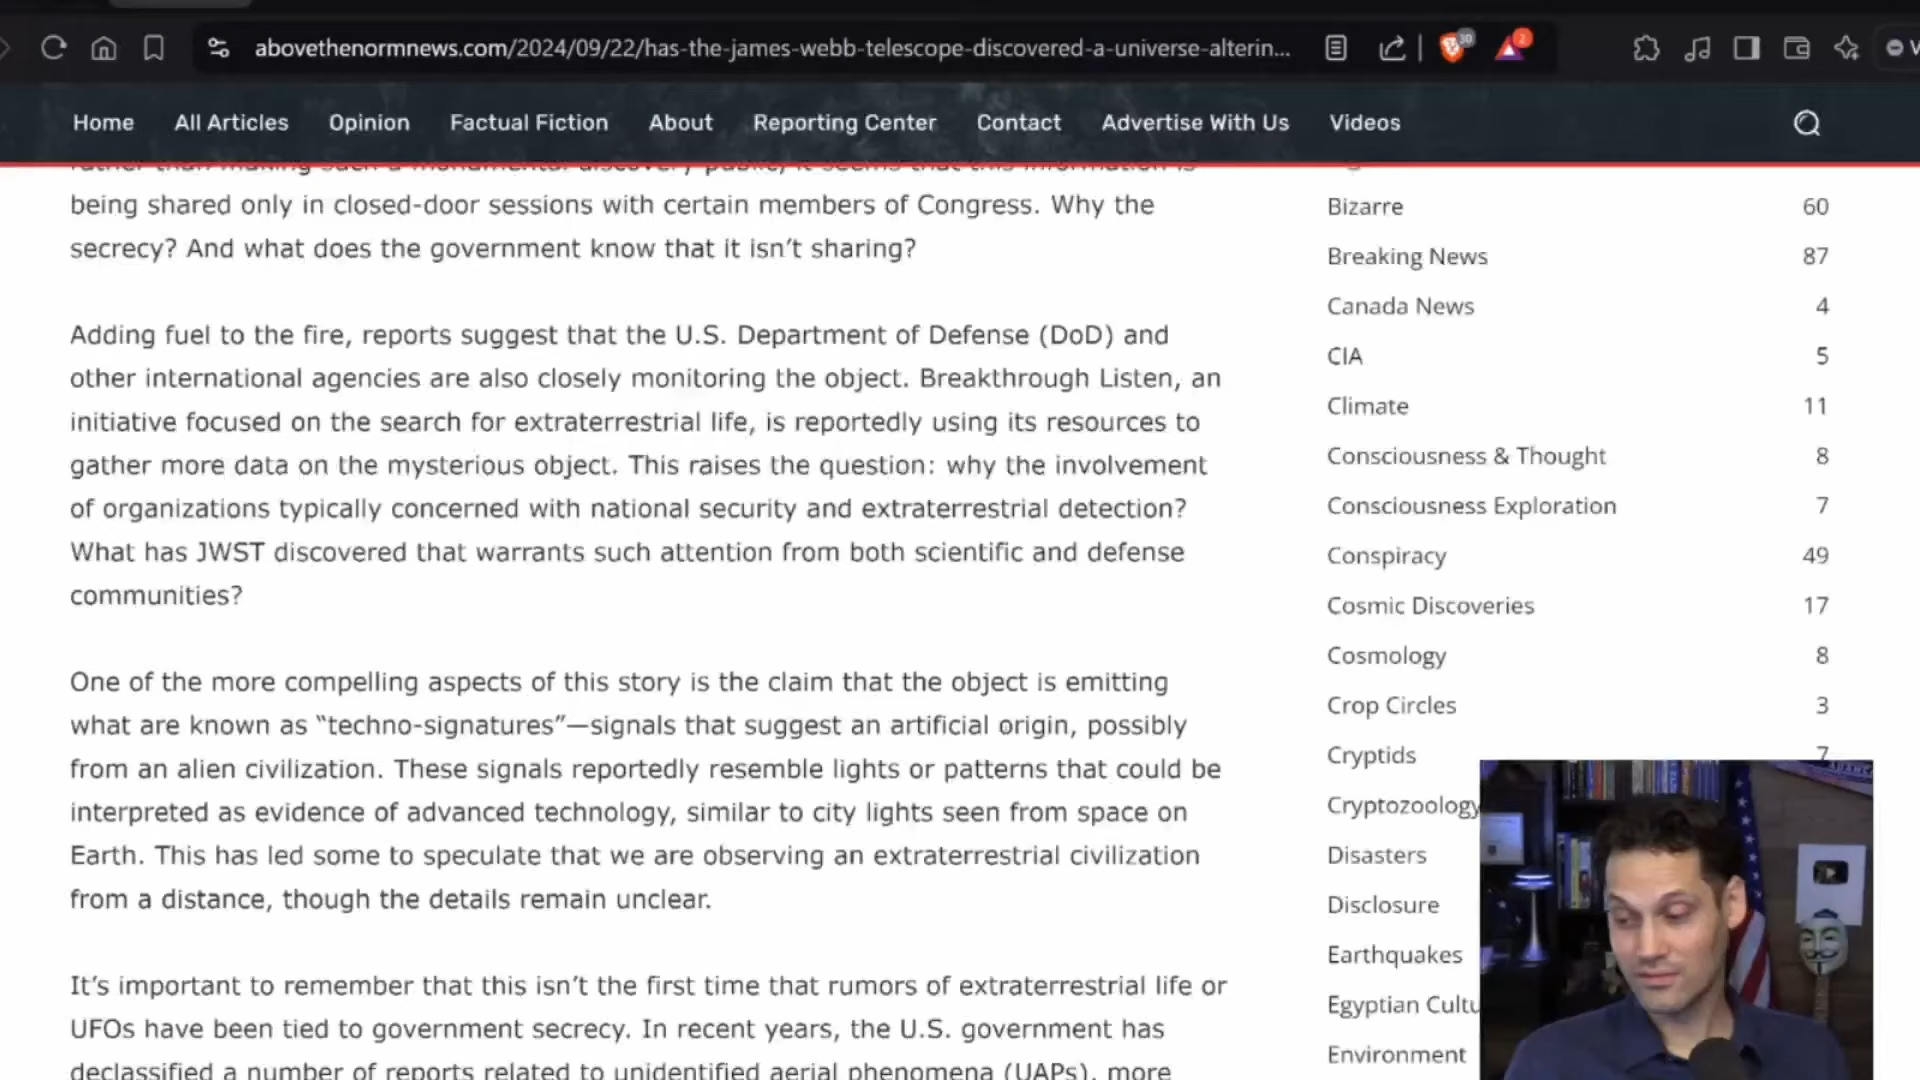 abovethenormnews.com/2024/09/22/has-the-james-webb-telescope-discovered-a-universe-alterin...
30
2
Home All Articles Opinion Factual Fiction About Reporting Center Contact Advertise With Us Videos
rather than making such a monumental discovery public, it seems that this information is
being shared only in closed-door sessions with certain members of Congress. Why the
secrecy? And what does the government know that it isn’t sharing?
Adding fuel to the fire, reports suggest that the U.S. Department of Defense (DoD) and
other international agencies are also closely monitoring the object. Breakthrough Listen, an
initiative focused on the search for extraterrestrial life, is reportedly using its resources to
gather more data on the mysterious object. This raises the question: why the involvement
of organizations typically concerned with national security and extraterrestrial detection?
What has JWST discovered that warrants such attention from both scientific and defense
communities?
One of the more compelling aspects of this story is the claim that the object is emitting
what are known as “techno-signatures”—signals that suggest an artificial origin, possibly
from an alien civilization. These signals reportedly resemble lights or patterns that could be
interpreted as evidence of advanced technology, similar to city lights seen from space on
Earth. This has led some to speculate that we are observing an extraterrestrial civilization
from a distance, though the details remain unclear.
It’s important to remember that this isn’t the first time that rumors of extraterrestrial life or
UFOs have been tied to government secrecy. In recent years, the U.S. government has
declassified a number of reports related to unidentified aerial phenomena (UAPs), more
Bizarre 60
Breaking News 87
Canada News 4
CIA 5
Climate 11
Consciousness & Thought 8
Consciousness Exploration 7
Conspiracy 49
Cosmic Discoveries 17
Cosmology 8
Crop Circles 3
Cryptids 7
Cryptozoology
Disasters
Disclosure
Earthquakes
Egyptian Cultu
Environment